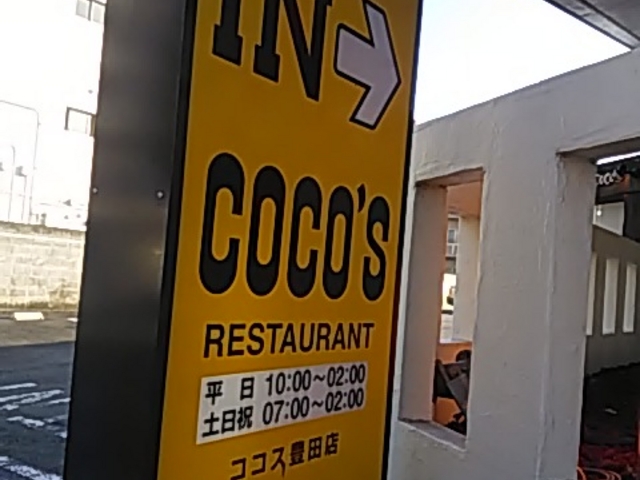 IN
COCO'S
RESTAURANT
平　日 10:00～02:00
土日祝 07:00～02:00
ココス豊田店